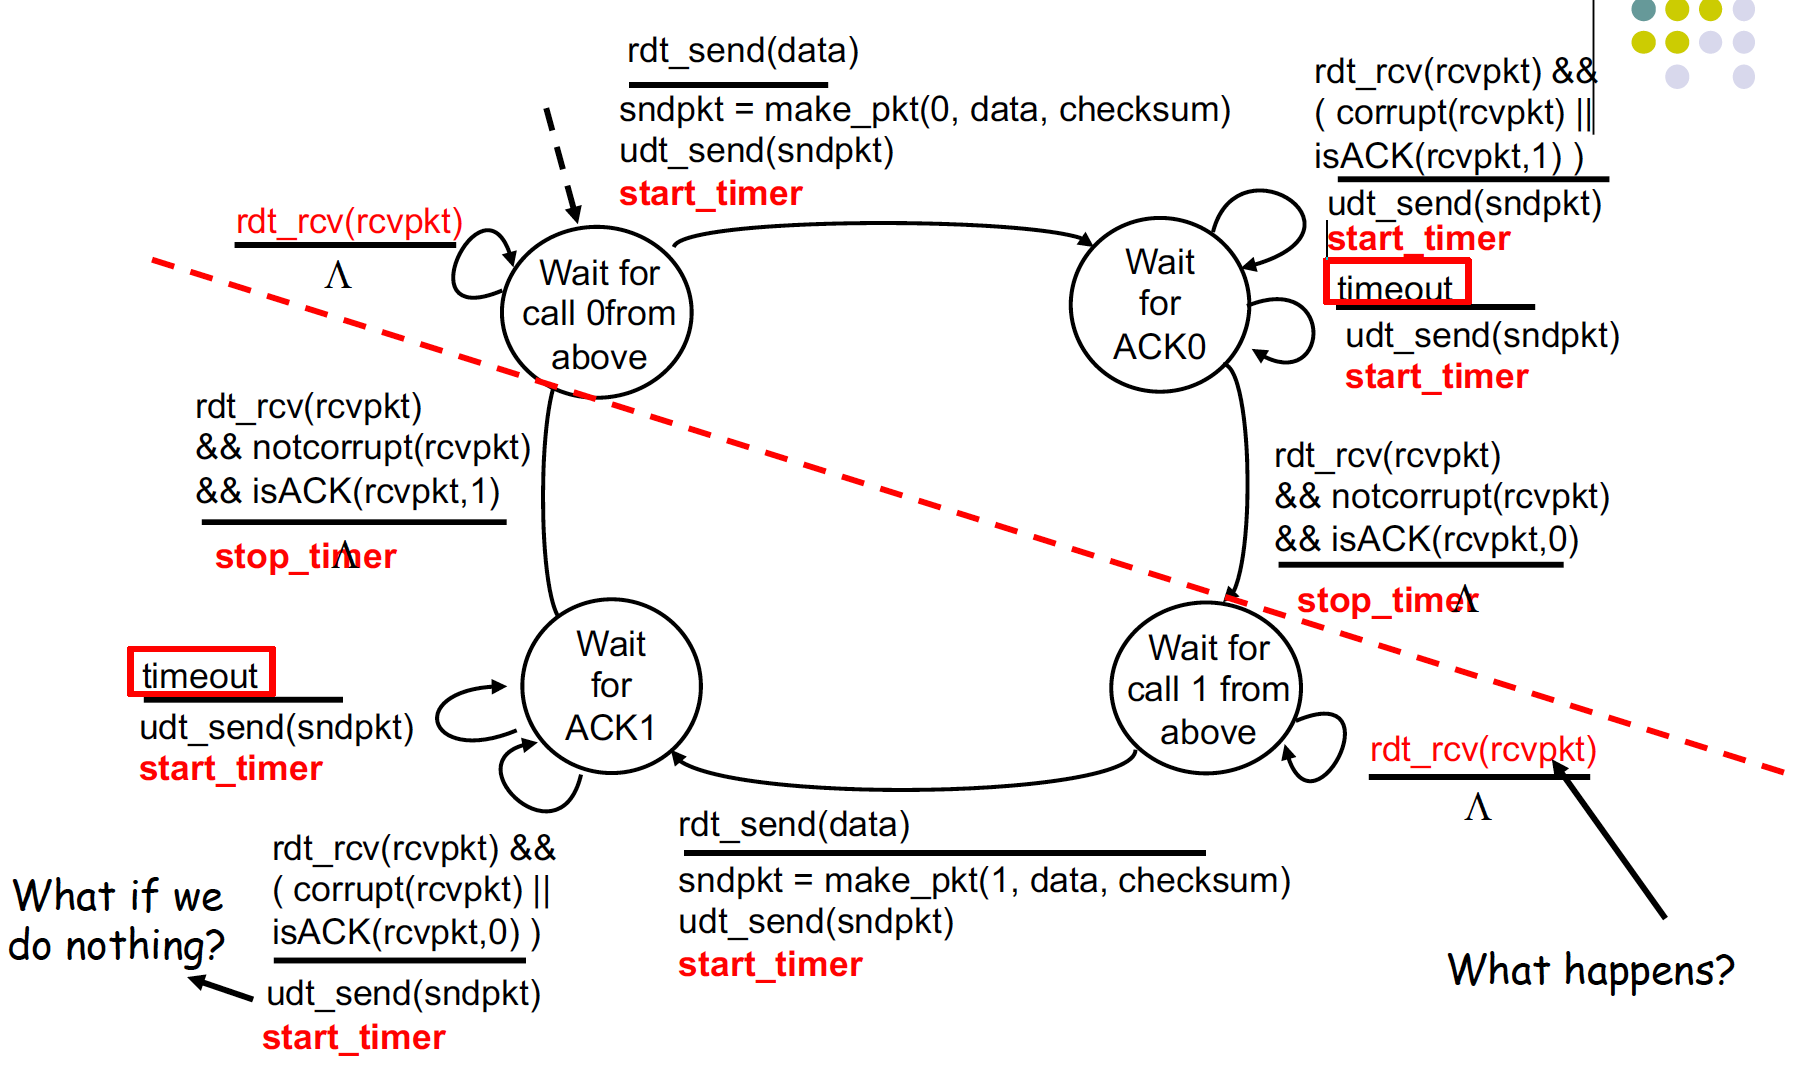 rdt_send(data)
sndpkt = make_pkt(0, data, checksum)
udt_send(sndpkt)
start_timer
rdt_rcv(rcvpkt) &&
( corrupt(rcvpkt) ||
isACK(rcvpkt,1) )
udt_send(sndpkt)
start_timer
timeout
udt_send(sndpkt)
start_timer
rdt_rcv(rcvpkt)
Λ
Wait for
call 0from
above
Wait
for
ACK0
rdt_rcv(rcvpkt)
&& notcorrupt(rcvpkt)
&& isACK(rcvpkt,1)
stop_timer
Λ
rdt_rcv(rcvpkt)
&& notcorrupt(rcvpkt)
&& isACK(rcvpkt,0)
stop_timer
Λ
timeout
udt_send(sndpkt)
start_timer
Wait
for
ACK1
Wait for
call 1 from
above
rdt_rcv(rcvpkt)
Λ
rdt_rcv(rcvpkt) &&
( corrupt(rcvpkt) ||
isACK(rcvpkt,0) )
udt_send(sndpkt)
start_timer
What if we
do nothing?
rdt_send(data)
sndpkt = make_pkt(1, data, checksum)
udt_send(sndpkt)
start_timer
What happens?